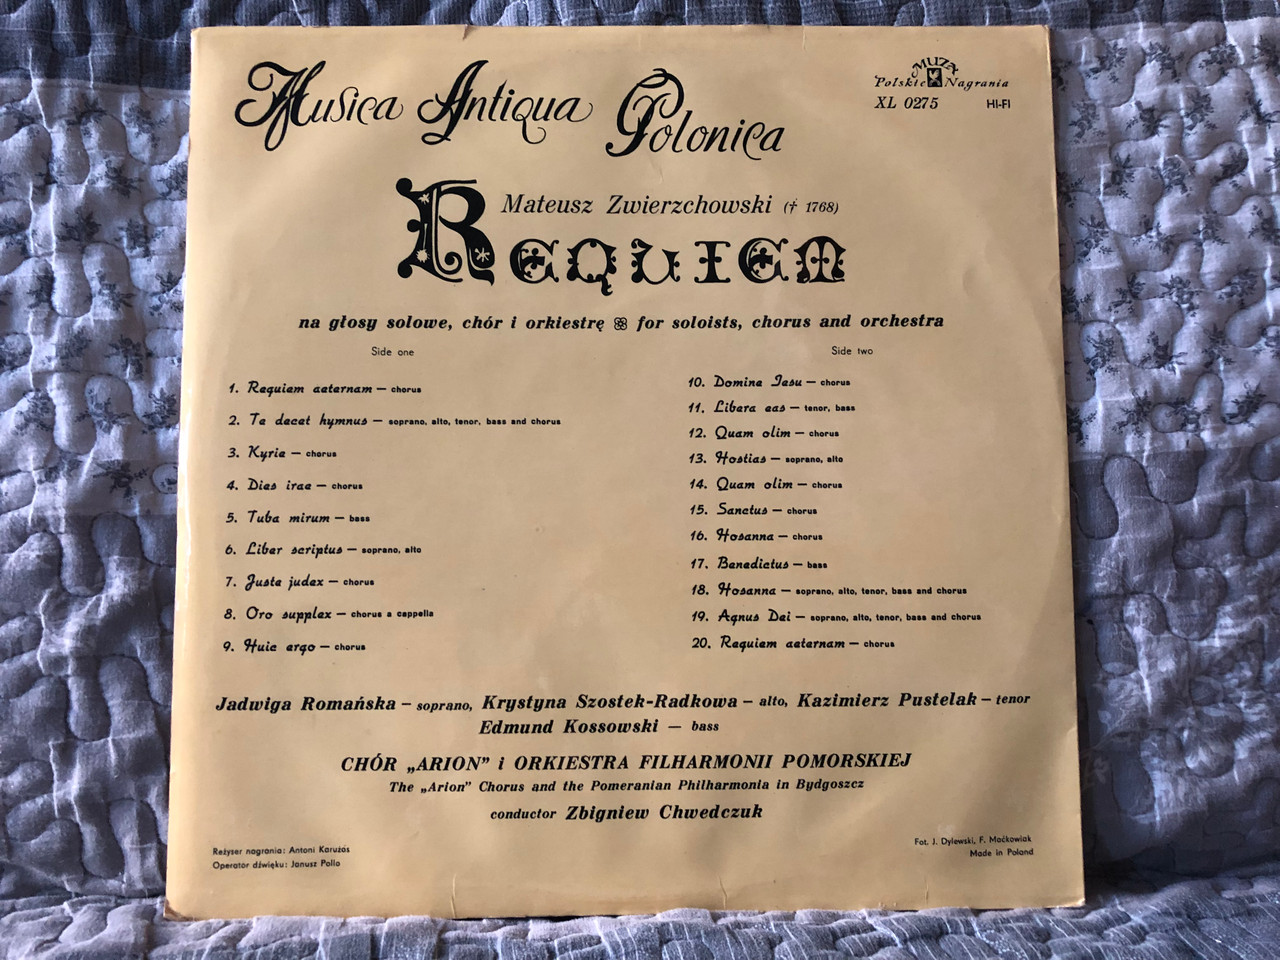 Musica Antiqua Polonica
MUZA
Polskie Nagrania
XL 0275 HI-FI
Mateusz Zwierzchowski († 1768)
REQUIEM
na głosy solowe, chór i orkiestrę for soloists, chorus and orchestra
Side one
1. Requiem aeternam — chorus
2. Te decet hymnus — soprano, alto, tenor, bass and chorus
3. Kyrie — chorus
4. Dies irae — chorus
5. Tuba mirum — bass
6. Liber scriptus — soprano, alto
7. Juste judex — chorus
8. Oro supplex — chorus a cappella
9. Huic ergo — chorus
Side two
10. Domine Iesu — chorus
11. Libera eas — tenor, bass
12. Quam olim — chorus
13. Hostias — soprano, alto
14. Quam olim — chorus
15. Sanctus — chorus
16. Hosanna — chorus
17. Benedictus — bass
18. Hosanna — soprano, alto, tenor, bass and chorus
19. Agnus Dei — soprano, alto, tenor, bass and chorus
20. Requiem aeternam — chorus
Jadwiga Romańska — soprano, Krystyna Szostek-Radkowa — alto, Kazimierz Pustelak — tenor
Edmund Kossowski — bass
CHÓR „ARION" i ORKIESTRA FILHARMONII POMORSKIEJ
The „Arion" Chorus and the Pomeranian Philharmonia in Bydgoszcz
conductor Zbigniew Chwedczuk
Reżyser nagrania: Antoni Karużas
Operator dźwięku: Janusz Pollo
Fot. J. Dylewski, F. Maćkowiak
Made in Poland